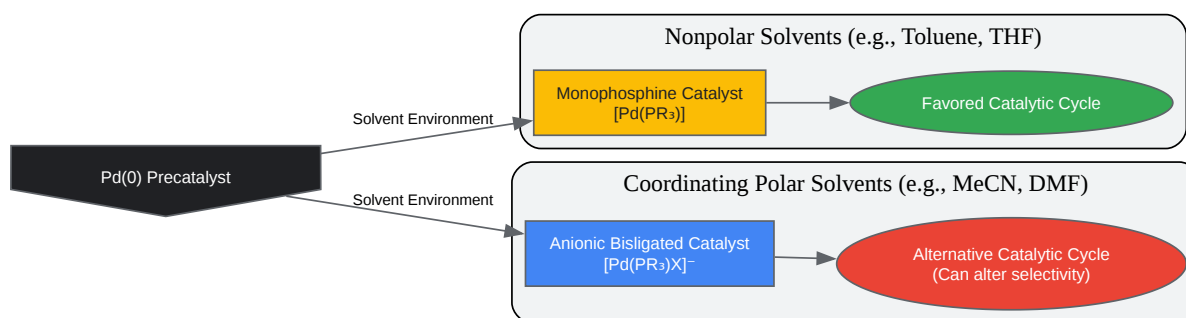 Nonpolar Solvents (e.g., Toluene, THF)
Monophosphine Catalyst
[Pd(PR₃)]
Favored Catalytic Cycle
Solvent Environment
Pd(0) Precatalyst
Solvent Environment
Coordinating Polar Solvents (e.g., MeCN, DMF)
Anionic Bisligated Catalyst
[Pd(PR₃)X]⁻
Alternative Catalytic Cycle
(Can alter selectivity)